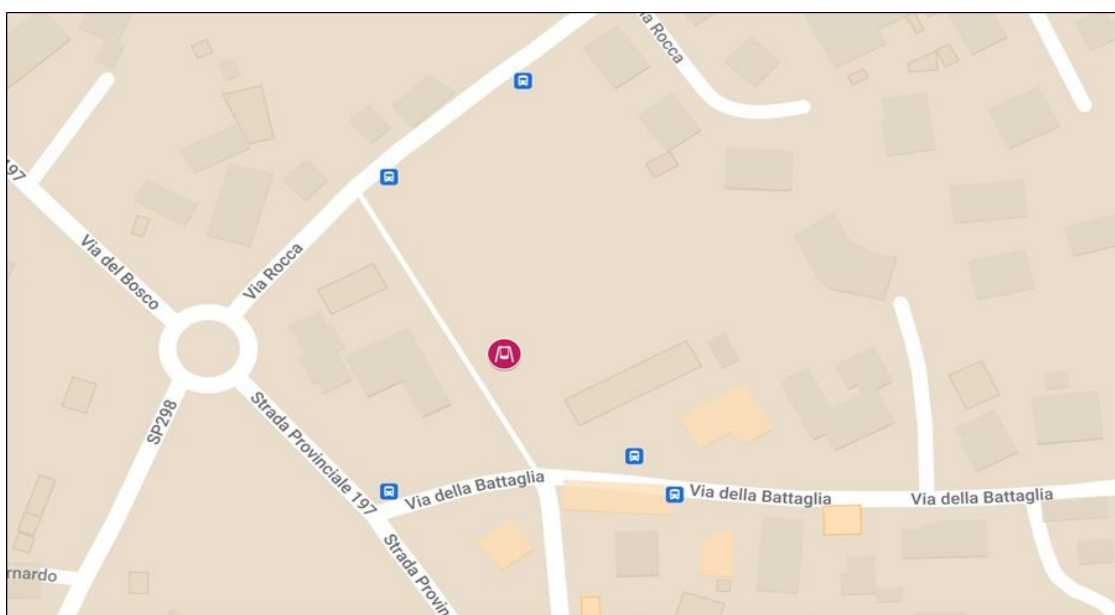 Via Rocca
197
Via del Bosco
Via Rocca
SP298
Strada Provinciale 197
Via della Battaglia
Via della Battaglia
Via della Battaglia
Strada Provin
rnardo